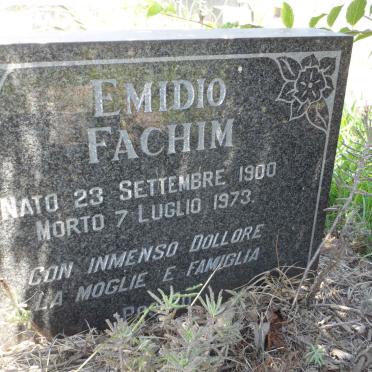 EMIDIO
FACHIM
NATO 23 SETTEMBRE 1900
MORTO 7 LUGLIO 1973.
CON INMENSO DOLLORE
LA MOGLIE E FAMIGLIA